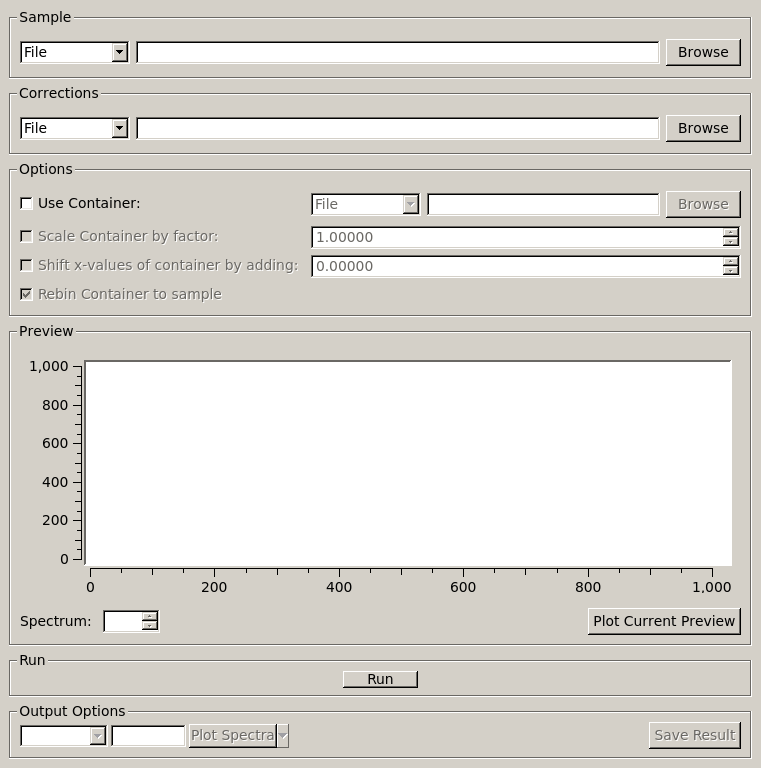 Sample
File Browse
Corrections
File Browse
Options
Use Container: File Browse
Scale Container by factor: 1.00000
Shift x-values of container by adding: 0.00000
Rebin Container to sample
Preview
1,000
800
600
400
200
0
0 200 400 600 800 1,000
Spectrum: Plot Current Preview
Run
Run
Output Options
Plot Spectra Save Result